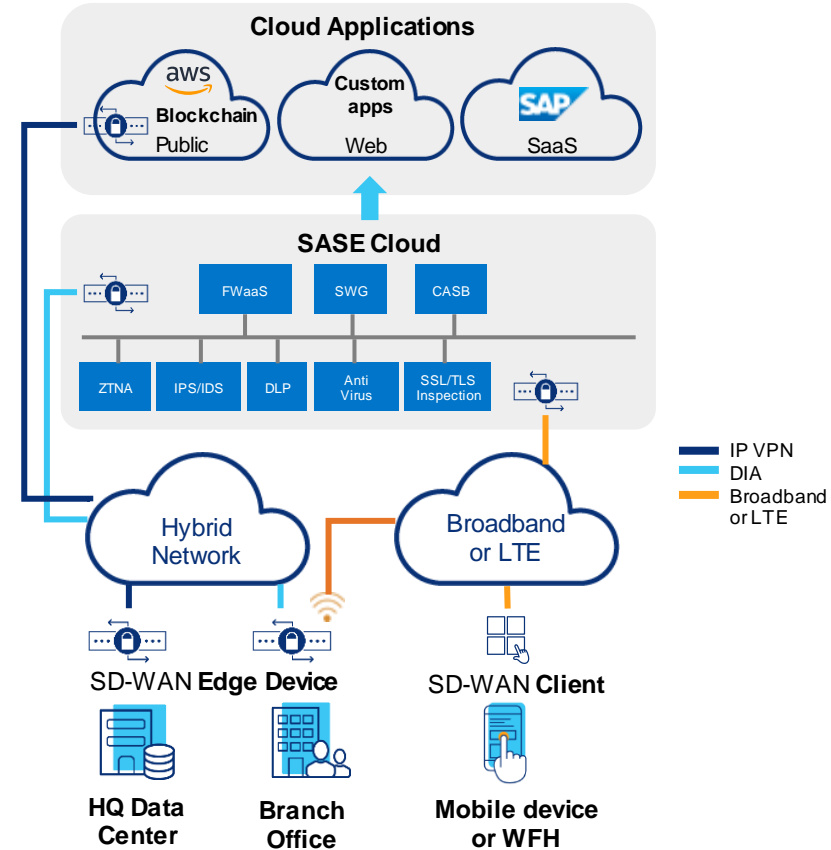 Cloud Applications
aws
Blockchain
Public
Custom
apps
Web
SAP
SaaS
SASE Cloud
FWaaS
SWG
CASB
ZTNA
IPS/IDS
DLP
Anti
Virus
SSL/TLS
Inspection
IP VPN
DIA
Broadband
or LTE
Hybrid
Network
Broadband
or LTE
SD-WAN Edge Device
SD-WAN Client
HQ Data
Center
Branch
Office
Mobile device
or WFH